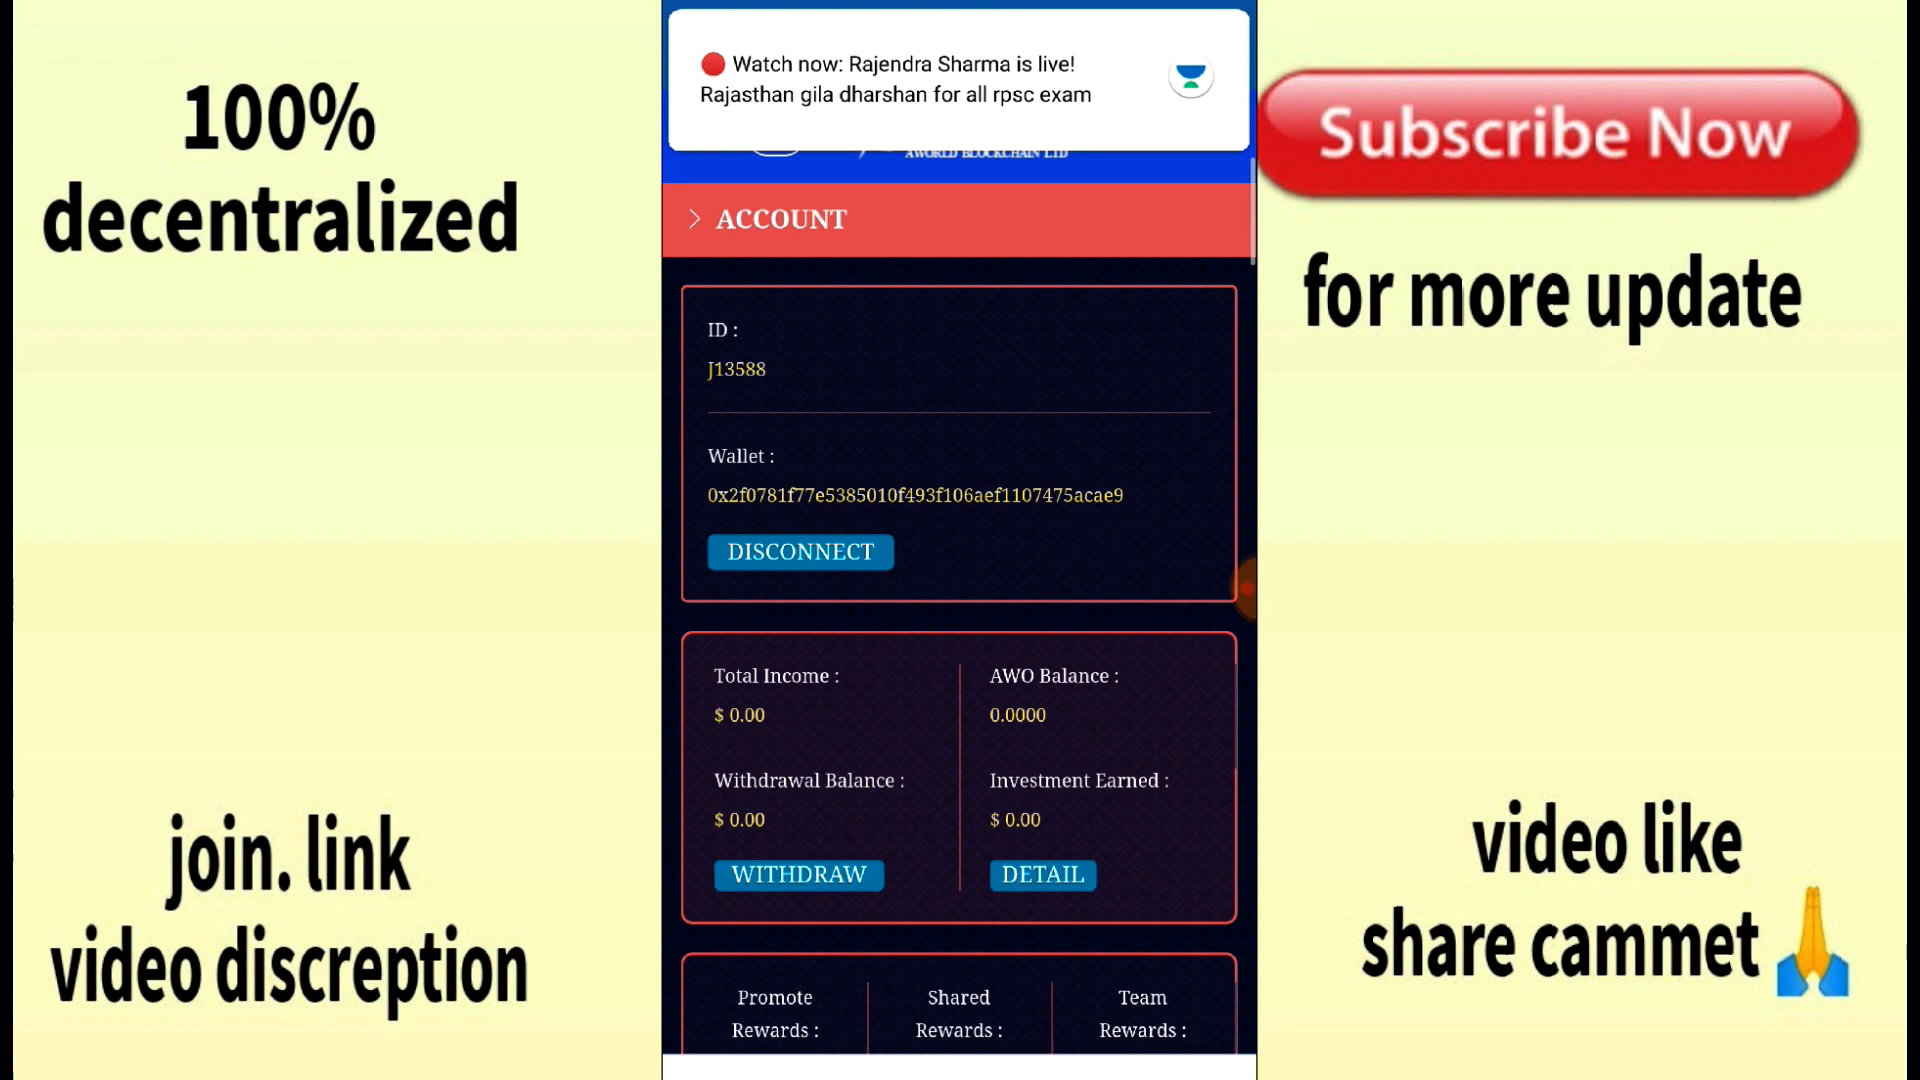 100%
decentralized
join. link
video discreption
🔴 Watch now: Rajendra Sharma is live!
Rajasthan gila dharshan for all rpsc exam
AWORLD BLOCKCHAIN LTD
> ACCOUNT
ID :
J13588
Wallet :
0x2f0781f77e5385010f493f106aef1107475acae9
DISCONNECT
Total Income :
$ 0.00
AWO Balance :
0.0000
Withdrawal Balance :
$ 0.00
Investment Earned :
$ 0.00
WITHDRAW
DETAIL
Promote
Rewards :
Shared
Rewards :
Team
Rewards :
Subscribe Now
for more update
video like
share cammet 🙏